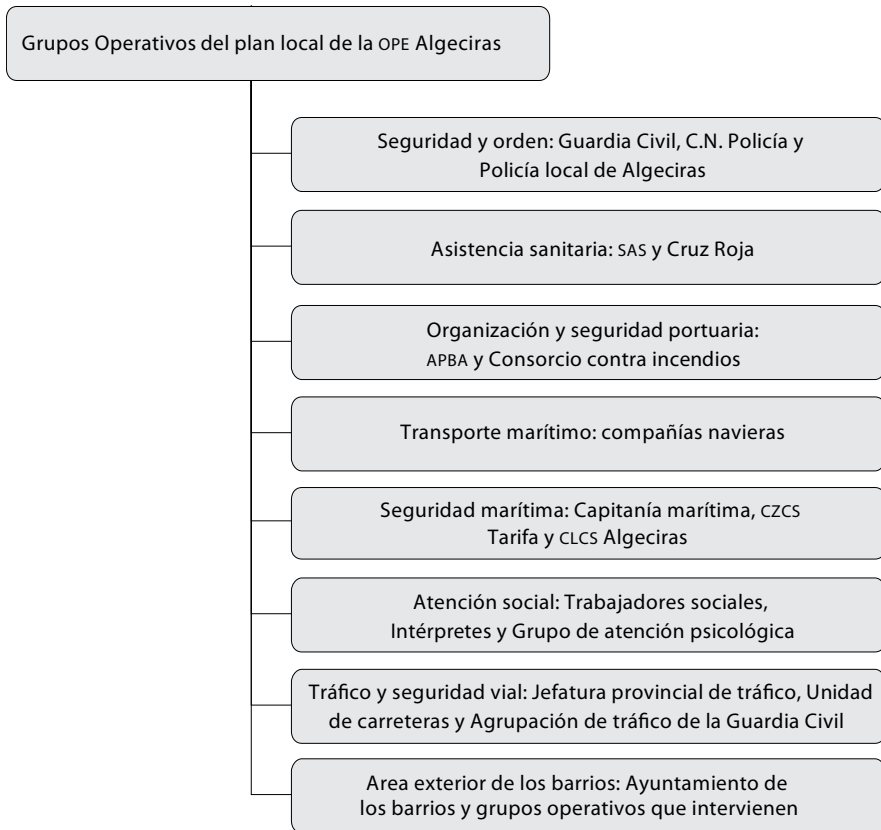 Grupos Operativos del plan local de la OPE Algeciras
Seguridad y orden: Guardia Civil, C.N. Policía y
Policía local de Algeciras
Asistencia sanitaria: SAS y Cruz Roja
Organización y seguridad portuaria:
APBA y Consorcio contra incendios
Transporte marítimo: compañías navieras
Seguridad marítima: Capitanía marítima, CZCS
Tarifa y CLCS Algeciras
Atención social: Trabajadores sociales,
Intérpretes y Grupo de atención psicológica
Tráfico y seguridad vial: Jefatura provincial de tráfico, Unidad
de carreteras y Agrupación de tráfico de la Guardia Civil
Area exterior de los barrios: Ayuntamiento de
los barrios y grupos operativos que intervienen